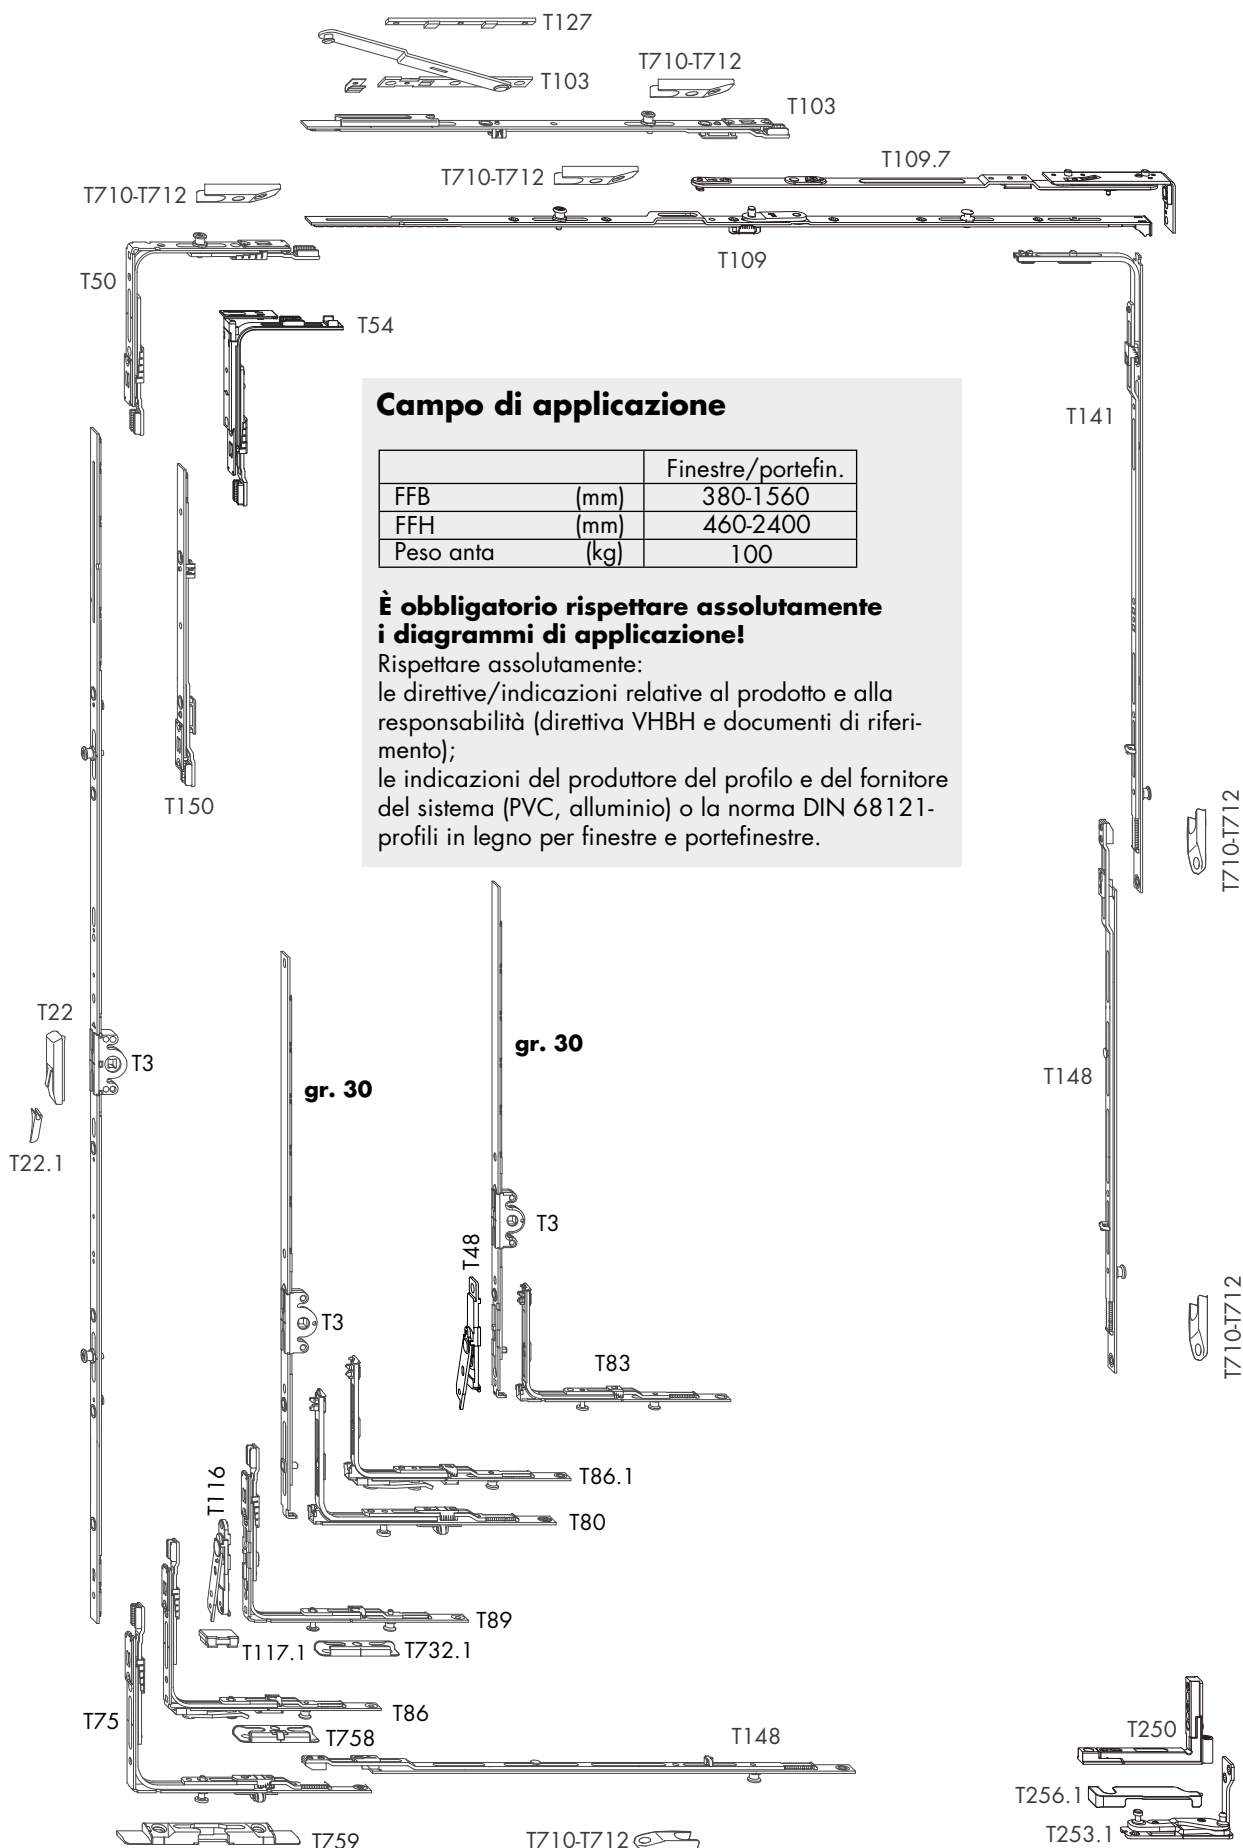 T127
T710-T712
T103
T103
T109.7
T710-T712
T710-T712
T109
T50
T54
T141
Campo di applicazione
Finestre/portefin.
FFB (mm) 380-1560
FFH (mm) 460-2400
Peso anta (kg) 100
È obbligatorio rispettare assolutamente
i diagrammi di applicazione!
Rispettare assolutamente:
le direttive/indicazioni relative al prodotto e alla
responsabilità (direttiva VHBH e documenti di riferi-
mento);
le indicazioni del produttore del profilo e del fornitore
del sistema (PVC, alluminio) o la norma DIN 68121-
profili in legno per finestre e portefinestre.
T150
T710-T712
T22
T3
gr. 30
gr. 30
T148
T22.1
T3
T48
T3
T710-T712
T83
T116
T86.1
T80
T89
T117.1
T732.1
T75
T86
T758
T148
T250
T256.1
T253.1
T759
T710-T712